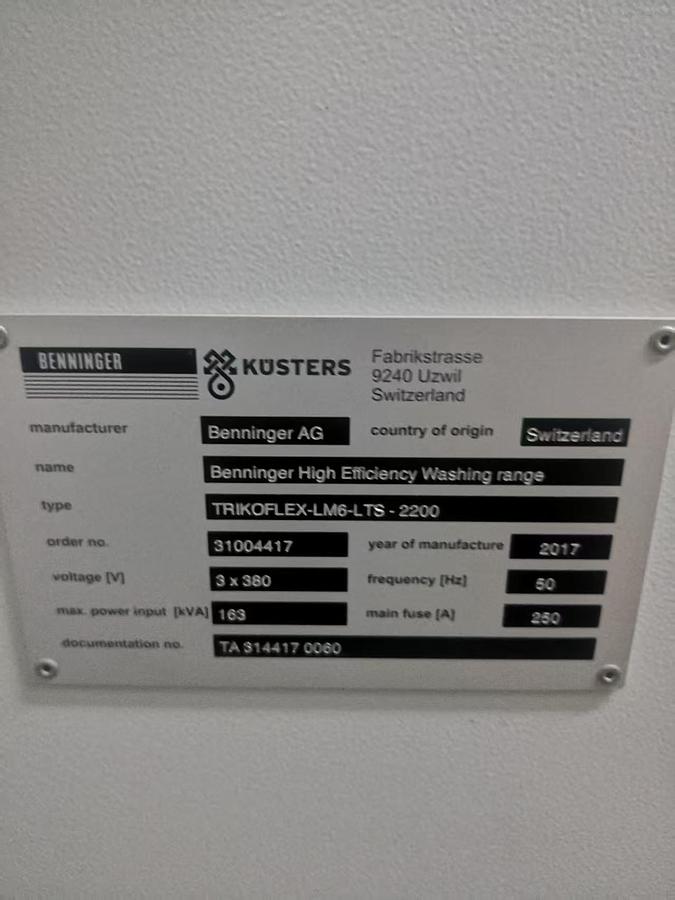 BENNINGER KÜSTERS Fabrikstrasse
9240 Uzwil
Switzerland
manufacturer Benninger AG country of origin Switzerland
name Benninger High Efficiency Washing range
type TRIKOFLEX-LM6-LTS - 2200
order no. 31004417 year of manufacture 2017
voltage [V] 3 x 380 frequency [Hz] 50
max. power input [kVA] 163 main fuse [A] 250
documentation no. TA 314417 0060